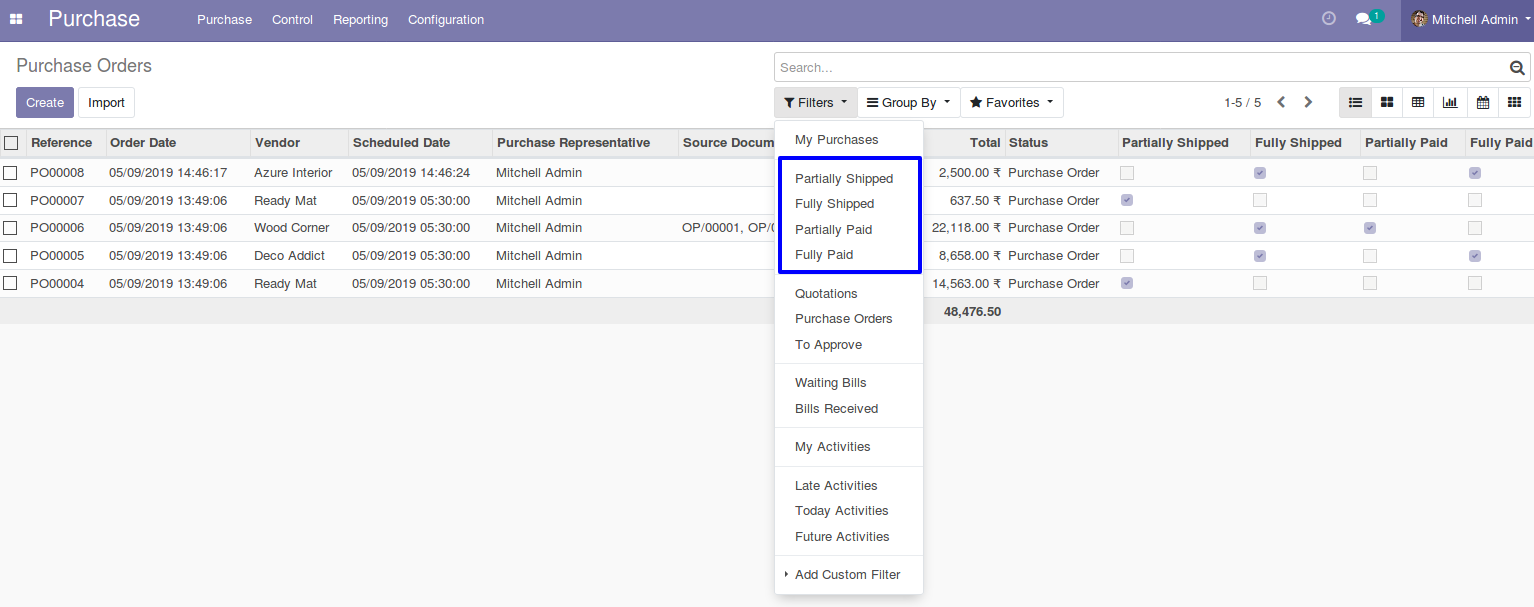 Purchase Purchase Control Reporting Configuration 1 Mitchell Admin
Purchase Orders Search...
Create Import Filters Group By Favorites 1-5 / 5
Reference Order Date Vendor Scheduled Date Purchase Representative Source Docum Total Status Partially Shipped Fully Shipped Partially Paid Fully Paid
PO00008 05/09/2019 14:46:17 Azure Interior 05/09/2019 14:46:24 Mitchell Admin 2,500.00 ₹ Purchase Order
PO00007 05/09/2019 13:49:06 Ready Mat 05/09/2019 05:30:00 Mitchell Admin 637.50 ₹ Purchase Order
PO00006 05/09/2019 13:49:06 Wood Corner 05/09/2019 05:30:00 Mitchell Admin OP/00001, OP/ 22,118.00 ₹ Purchase Order
PO00005 05/09/2019 13:49:06 Deco Addict 05/09/2019 05:30:00 Mitchell Admin 8,658.00 ₹ Purchase Order
PO00004 05/09/2019 13:49:06 Ready Mat 05/09/2019 05:30:00 Mitchell Admin 14,563.00 ₹ Purchase Order
48,476.50
My Purchases
Partially Shipped
Fully Shipped
Partially Paid
Fully Paid
Quotations
Purchase Orders
To Approve
Waiting Bills
Bills Received
My Activities
Late Activities
Today Activities
Future Activities
Add Custom Filter